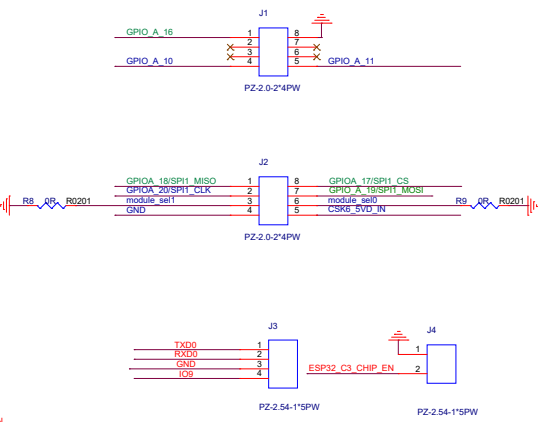 J1
GPIO_A_16 1 8
2 7
3 6
GPIO_A_10 4 5 GPIO_A_11
PZ-2.0-2*4PW
J2
GPIOA_18/SPI1_MISO 1 8 GPIOA_17/SPI1_CS
GPIOA_20/SPI1_CLK 2 7 GPIO_A_19/SPI1_MOSI
R8 0R R0201 module_sel1 3 6 module_sel0 R9 0R R0201
GND 4 5 CSK6_5VD_IN
PZ-2.0-2*4PW
J3
TXD0 1
RXD0 2
GND 3
IO9 4
PZ-2.54-1*5PW
J4
1
ESP32_C3_CHIP_EN 2
PZ-2.54-1*5PW